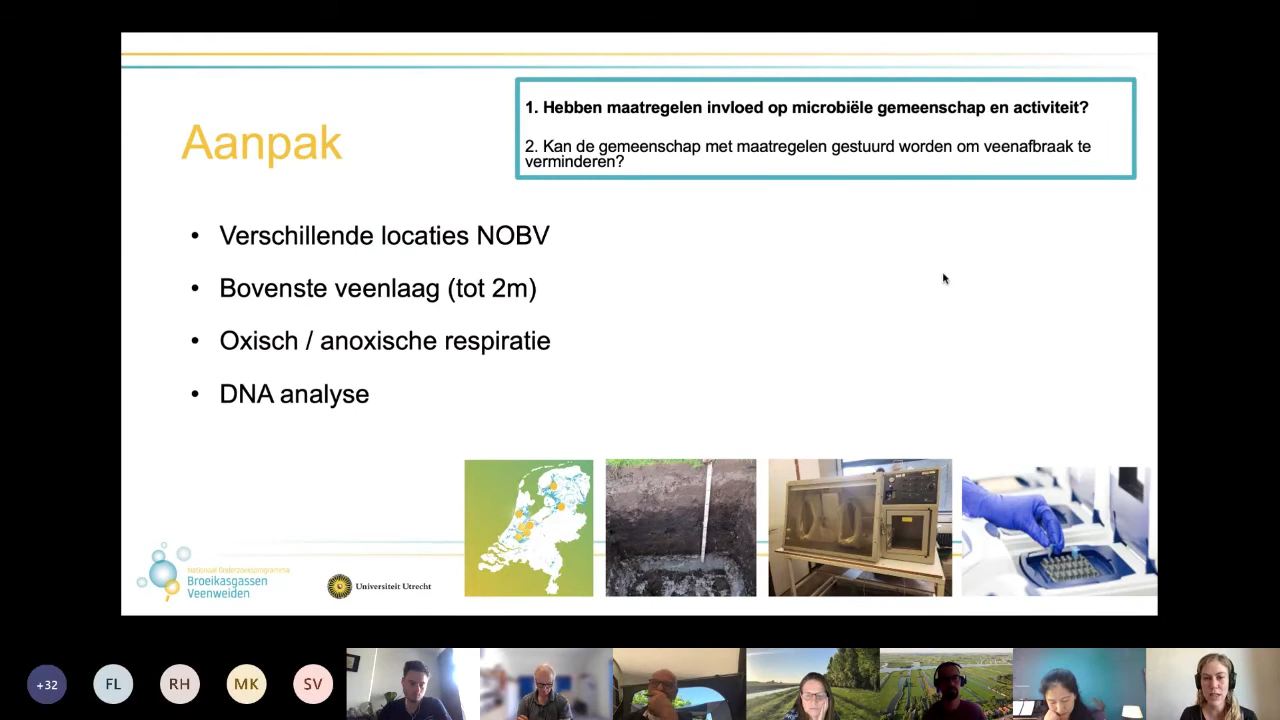 1. Hebben maatregelen invloed op microbiële gemeenschap en activiteit?
2. Kan de gemeenschap met maatregelen gestuurd worden om veenafbraak te
verminderen?
Aanpak
• Verschillende locaties NOBV
• Bovenste veenlaag (tot 2m)
• Oxisch / anoxische respiratie
• DNA analyse
Nationaal Onderzoeksprogramma
Broeikasgassen
Veenweiden
Universiteit Utrecht
+32
FL
RH
MK
SV